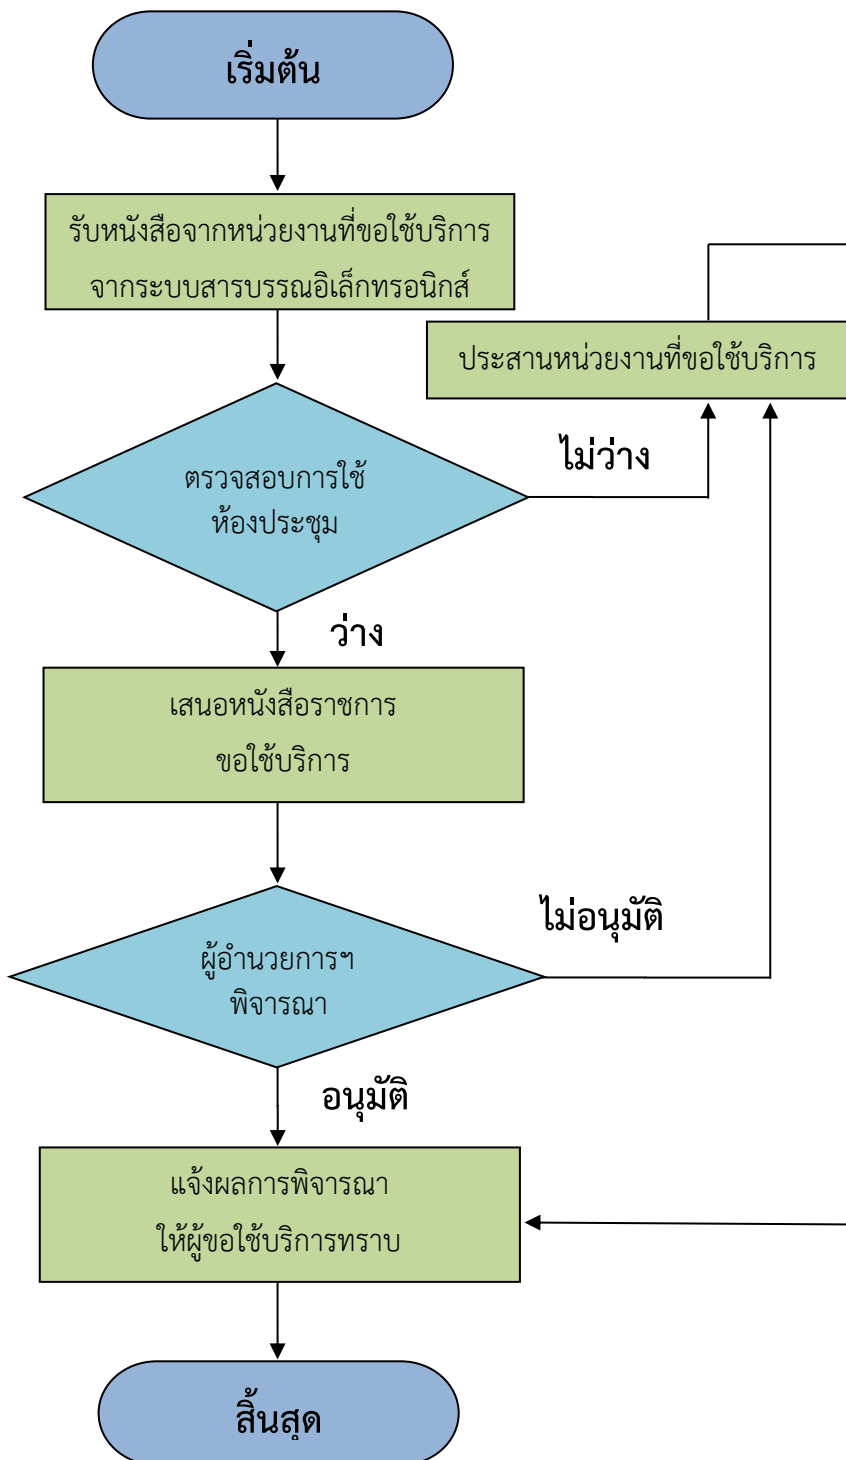 เริ่มต้น
รับหนังสือจากหน่วยงานที่ขอใช้บริการ
จากระบบสารบรรณอิเล็กทรอนิกส์
ประสานหน่วยงานที่ขอใช้บริการ
ไม่ว่าง
ตรวจสอบการใช้
ห้องประชุม
ว่าง
เสนอหนังสือราชการ
ขอใช้บริการ
ไม่อนุมัติ
ผู้อำนวยการฯ
พิจารณา
อนุมัติ
แจ้งผลการพิจารณา
ให้ผู้ขอใช้บริการทราบ
สิ้นสุด